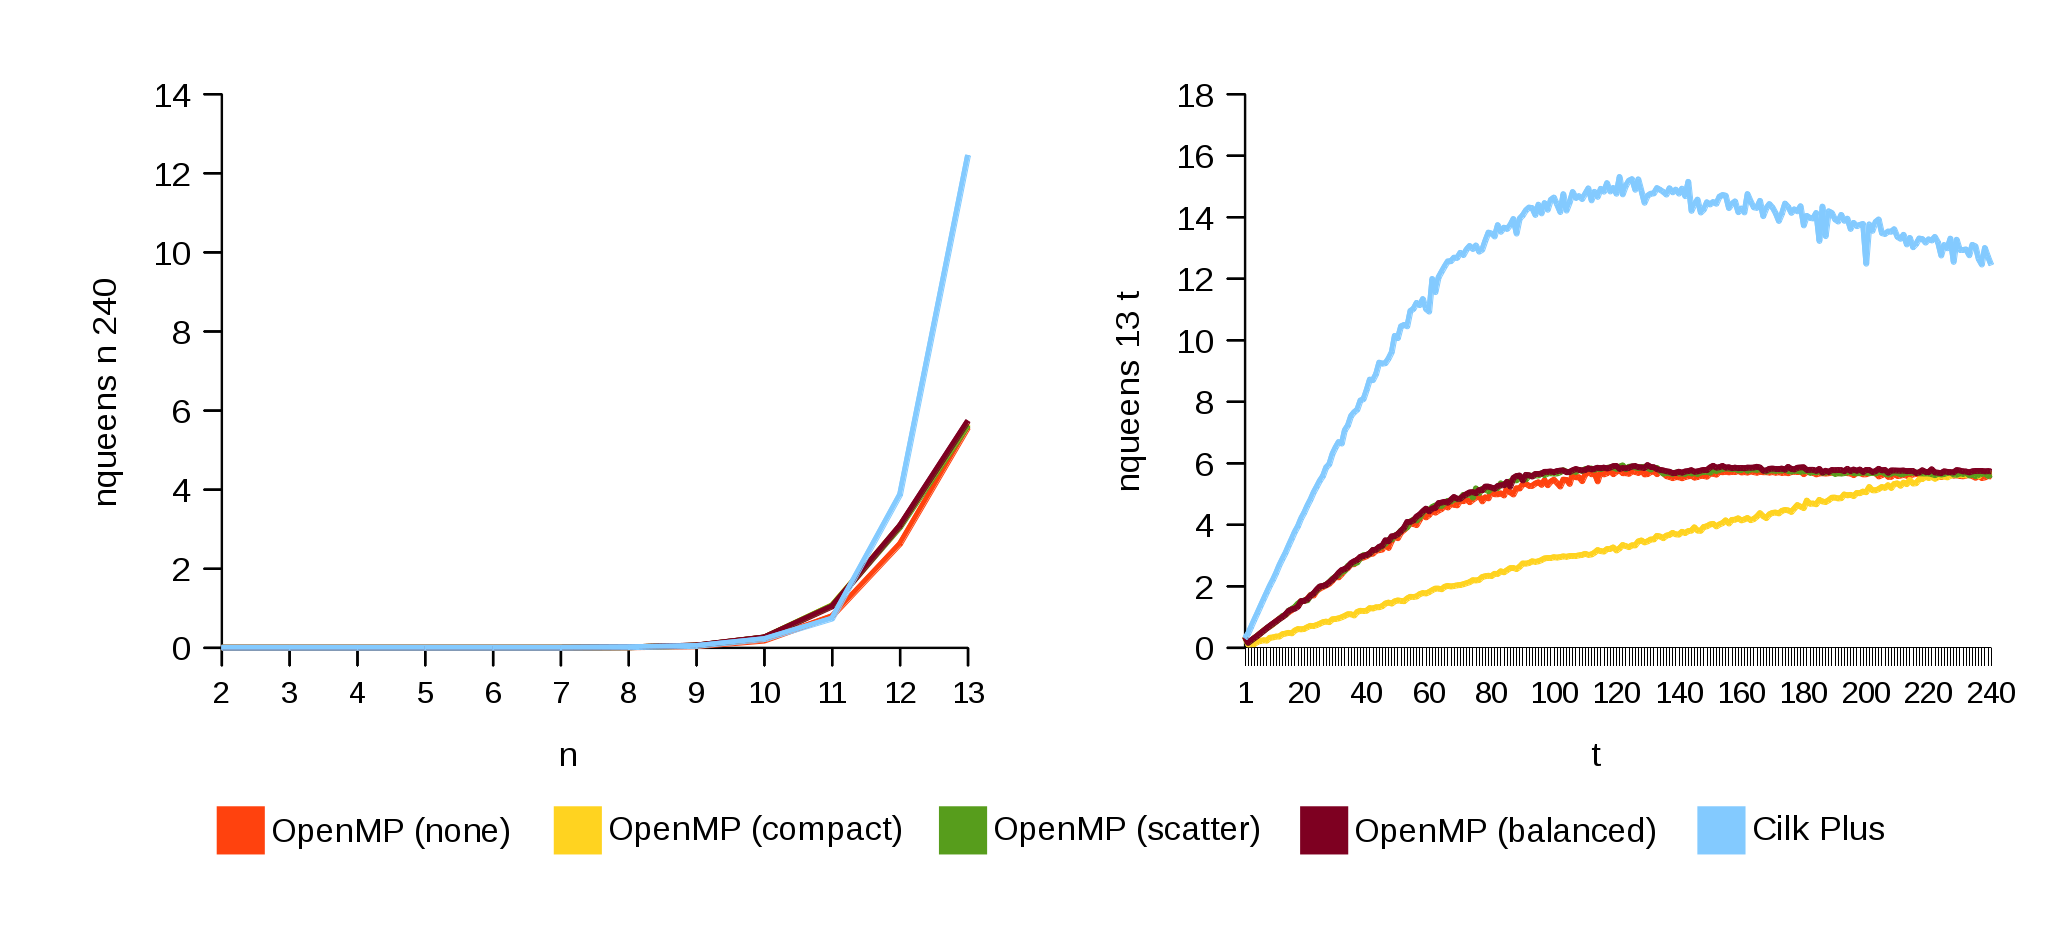 nqueens n 240
14
12
10
8
6
4
2
0
2 3 4 5 6 7 8 9 10 11 12 13
n
nqueens 13 t
18
16
14
12
10
8
6
4
2
0
1 20 40 60 80 100 120 140 160 180 200 220 240
t
OpenMP (none) OpenMP (compact) OpenMP (scatter) OpenMP (balanced) Cilk Plus